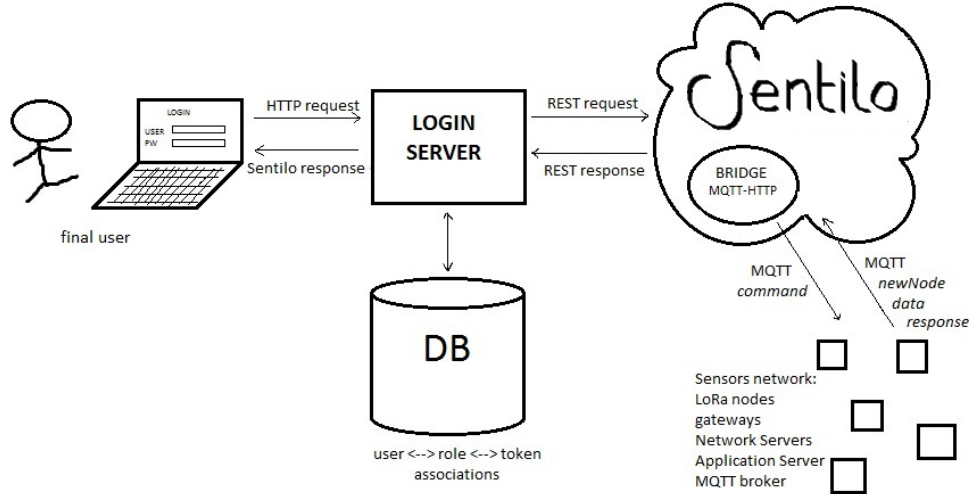 LOGIN
USER
PW
final user
HTTP request
Sentilo response
LOGIN
SERVER
DB
user <--> role <--> token
associations
REST request
REST response
Sentilo
BRIDGE
MQTT-HTTP
MQTT
command
MQTT
newNode
data
response
Sensors network:
LoRa nodes
gateways
Network Servers
Application Server
MQTT broker